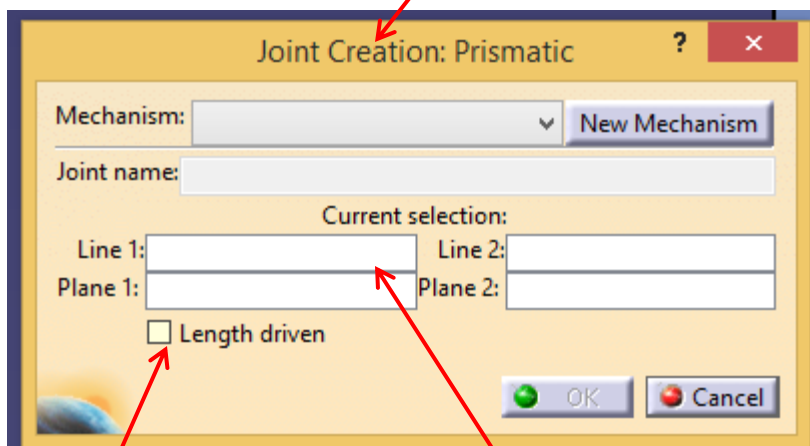 Joint Creation: Prismatic ?
Mechanism: New Mechanism
Joint name:
Current selection:
Line 1: Line 2:
Plane 1: Plane 2:
Length driven
OK Cancel